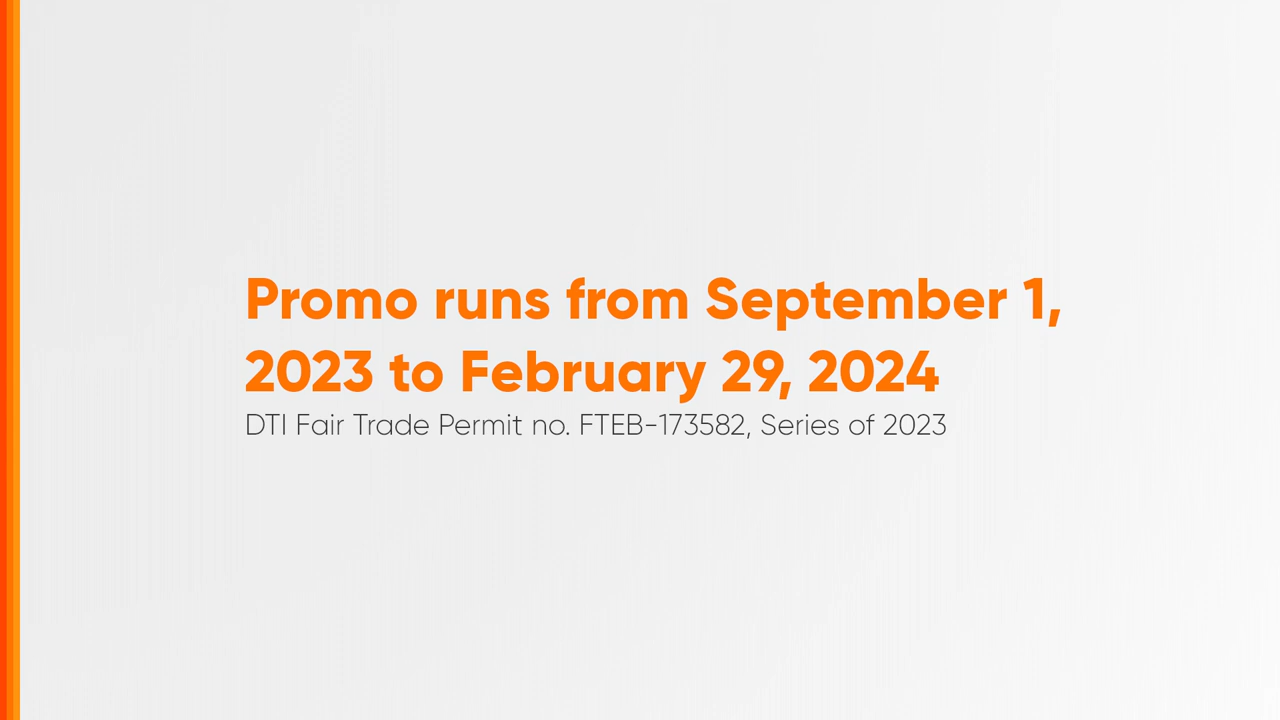 Promo runs from September 1,
2023 to February 29, 2024
DTI Fair Trade Permit no. FTEB-173582, Series of 2023